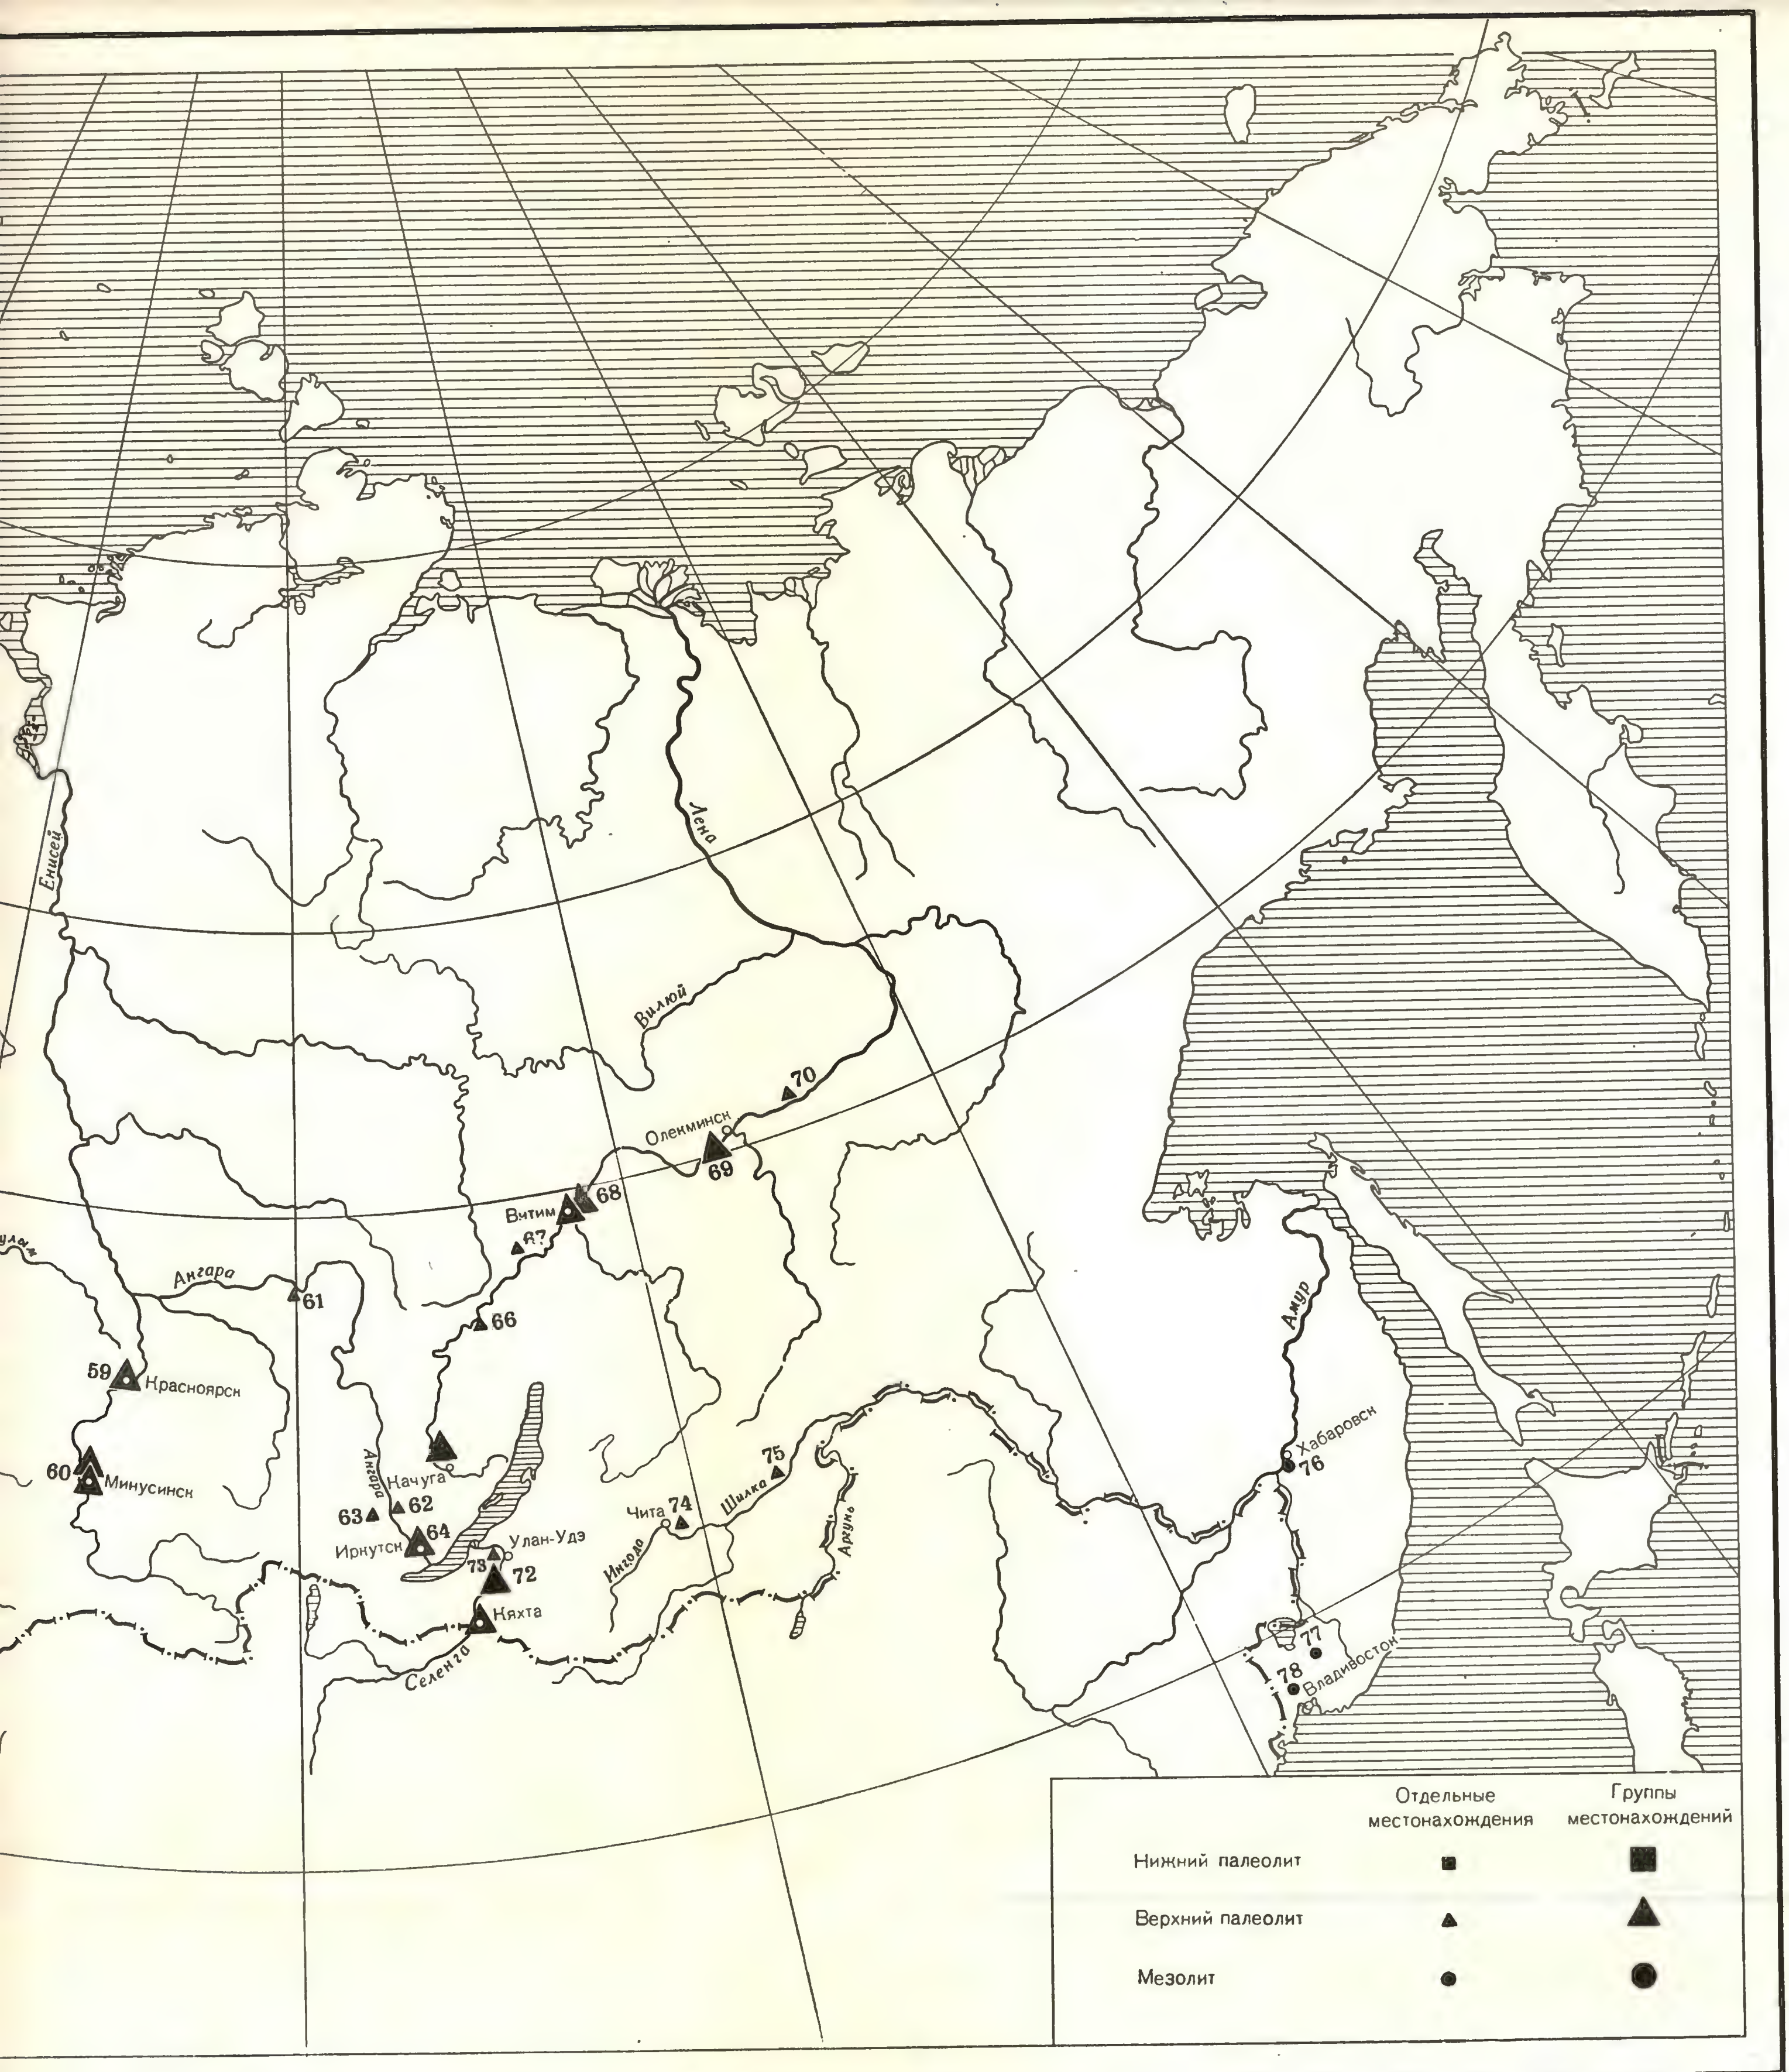 Енисей
Лена
Вилюй
70
Олекминск
69
68
Витим
67
улым
Ангара
61
66
59
Красноярск
Амур
60
Минусинск
Ангара
Качуга
63
62
64
Иркутск
Улан-Удэ
73
72
Кяхта
Селенга
Чита
74
75
Шилка
Ингода
Аргунь
Хабаровск
76
77
78
Владивосток
Отдельные
местонахождения
Группы
местонахождений
Нижний палеолит
Верхний палеолит
Мезолит